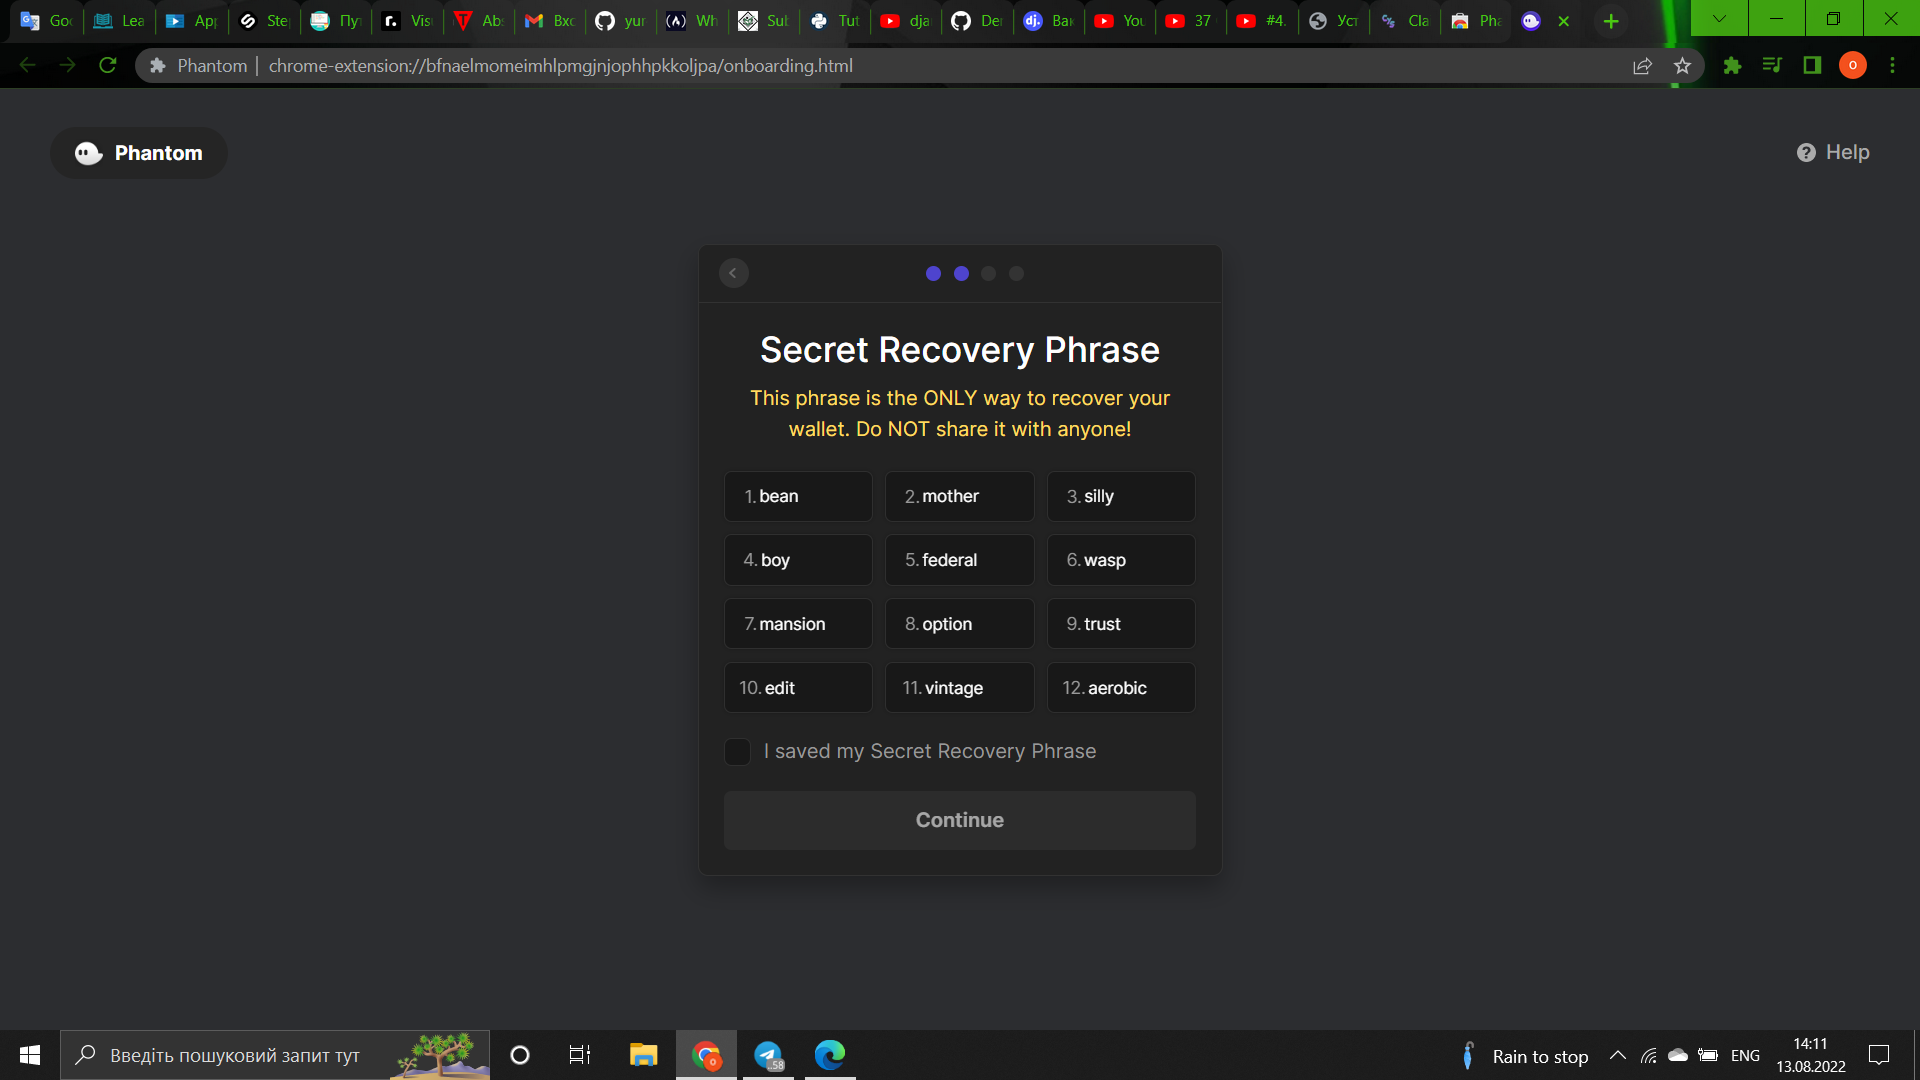 Goo
Lea
App
Ste
Пу
Vis
Abs
Вхо
yur
Wh
Sub
Tut
dja
Der
Вак
You
37
#4.
Уст
Cla
Pha
Phantom | chrome-extension://bfnaelmomeimhlpmgjnjophhpkkoljpa/onboarding.html
Phantom
Help
Secret Recovery Phrase
This phrase is the ONLY way to recover your
wallet. Do NOT share it with anyone!
1. bean 2. mother 3. silly
4. boy 5. federal 6. wasp
7. mansion 8. option 9. trust
10. edit 11. vintage 12. aerobic
I saved my Secret Recovery Phrase
Continue
Введіть пошуковий запит тут
Rain to stop
ENG
14:11
13.08.2022